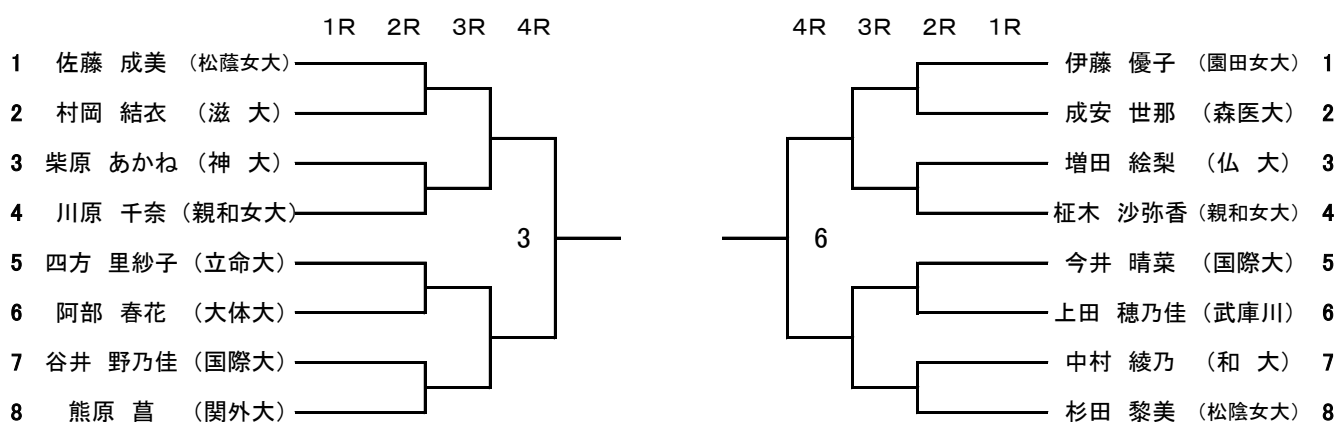 １R ２R ３R ４R ４R ３R ２R １R
1 佐藤 成美 （松蔭女大） 伊藤 優子 （園田女大） 1
2 村岡 結衣 （滋 大） 成安 世那 （森医大） 2
3 柴原 あかね （神 大） 増田 絵梨 （仏 大） 3
4 川原 千奈 （親和女大） 柾木 沙弥香 （親和女大） 4
3 6
5 四方 里紗子 （立命大） 今井 晴菜 （国際大） 5
6 阿部 春花 （大体大） 上田 穂乃佳 （武庫川） 6
7 谷井 野乃佳 （国際大） 中村 綾乃 （和 大） 7
8 熊原 菖 （関外大） 杉田 黎美 （松陰女大） 8